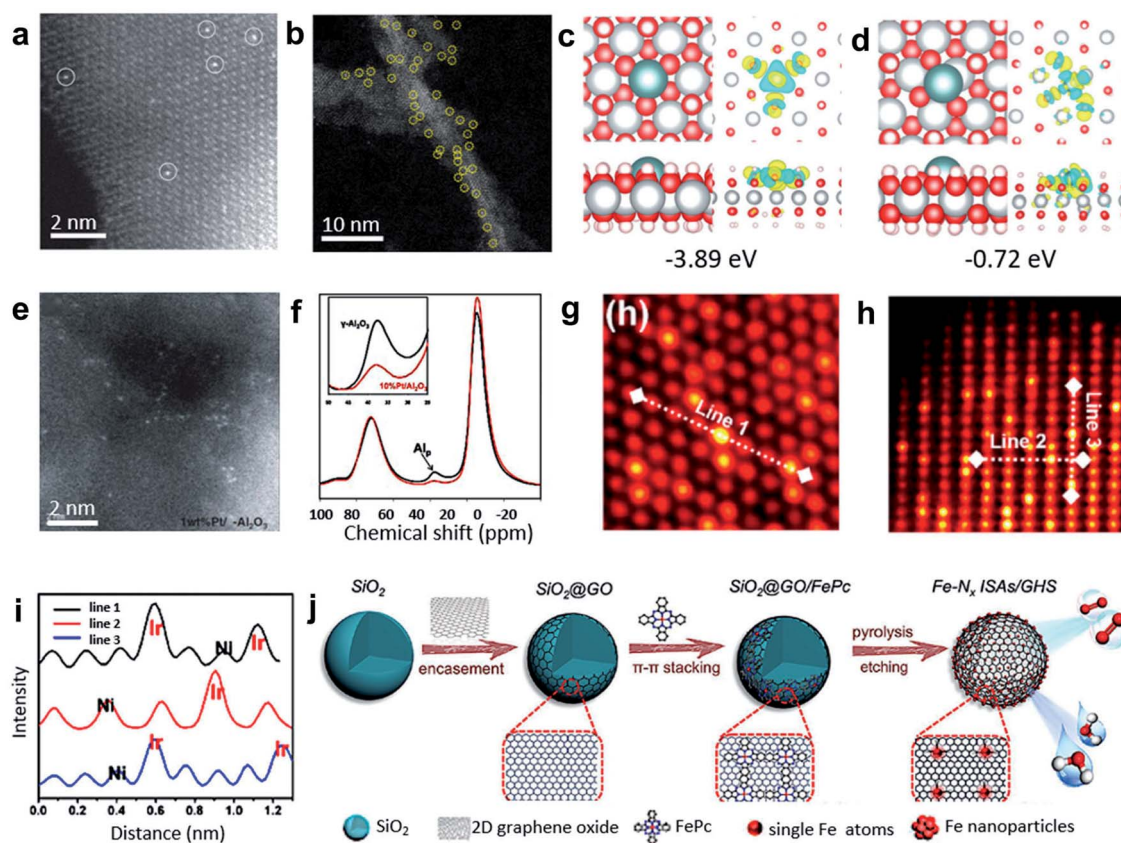 a
2 nm
b
10 nm
c
-3.89 eV
d
-0.72 eV
e
2 nm
1wt%Pt/ -Al₂O₃
f
γ-Al₂O₃
10%Pt/Al₂O₃
Alₚ
100 80 60 40 20 0 -20
Chemical shift (ppm)
g
(h)
Line 1
h
Line 2
Line 3
i
line 1
line 2
line 3
Ir
Ni
Ir
Ni
Ir
Ir
Ni
Ir
Intensity
0.0 0.2 0.4 0.6 0.8 1.0 1.2
Distance (nm)
j
SiO₂
encasement
SiO₂@GO
π-π stacking
SiO₂@GO/FePc
pyrolysis
etching
Fe-Nₓ ISAs/GHS
SiO₂
2D graphene oxide
FePc
single Fe atoms
Fe nanoparticles